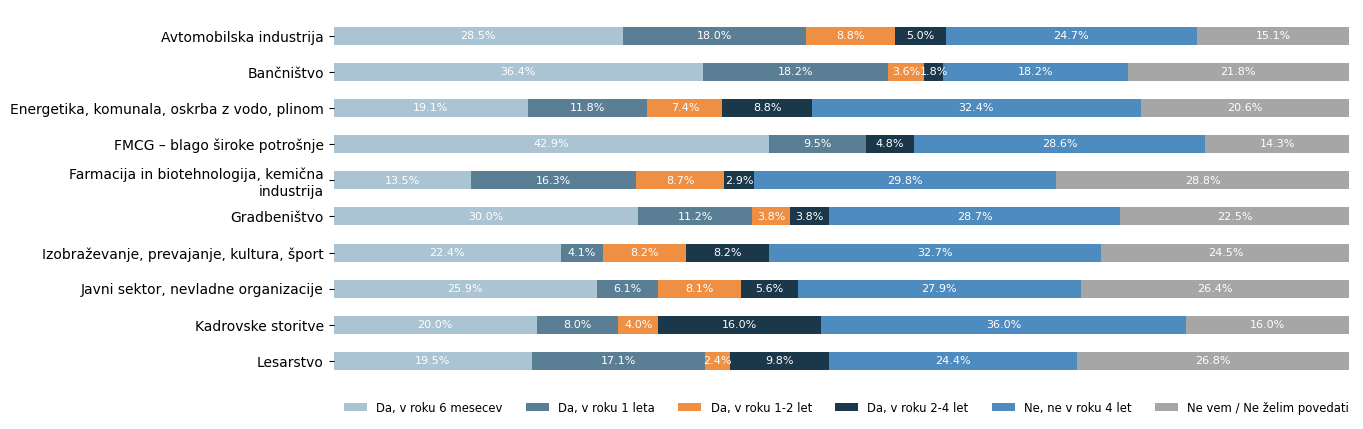 Avtomobilska industrija 28.5% 18.0% 8.8% 5.0% 24.7% 15.1%
Bančništvo 36.4% 18.2% 3.6% 1.8% 18.2% 21.8%
Energetika, komunala, oskrba z vodo, plinom 19.1% 11.8% 7.4% 8.8% 32.4% 20.6%
FMCG – blago široke potrošnje 42.9% 9.5% 4.8% 28.6% 14.3%
Farmacija in biotehnologija, kemična
industrija 13.5% 16.3% 8.7% 2.9% 29.8% 28.8%
Gradbeništvo 30.0% 11.2% 3.8% 3.8% 28.7% 22.5%
Izobraževanje, prevajanje, kultura, šport 22.4% 4.1% 8.2% 8.2% 32.7% 24.5%
Javni sektor, nevladne organizacije 25.9% 6.1% 8.1% 5.6% 27.9% 26.4%
Kadrovske storitve 20.0% 8.0% 4.0% 16.0% 36.0% 16.0%
Lesarstvo 19.5% 17.1% 2.4% 9.8% 24.4% 26.8%
Da, v roku 6 mesecev Da, v roku 1 leta Da, v roku 1-2 let Da, v roku 2-4 let Ne, ne v roku 4 let Ne vem / Ne želim povedati